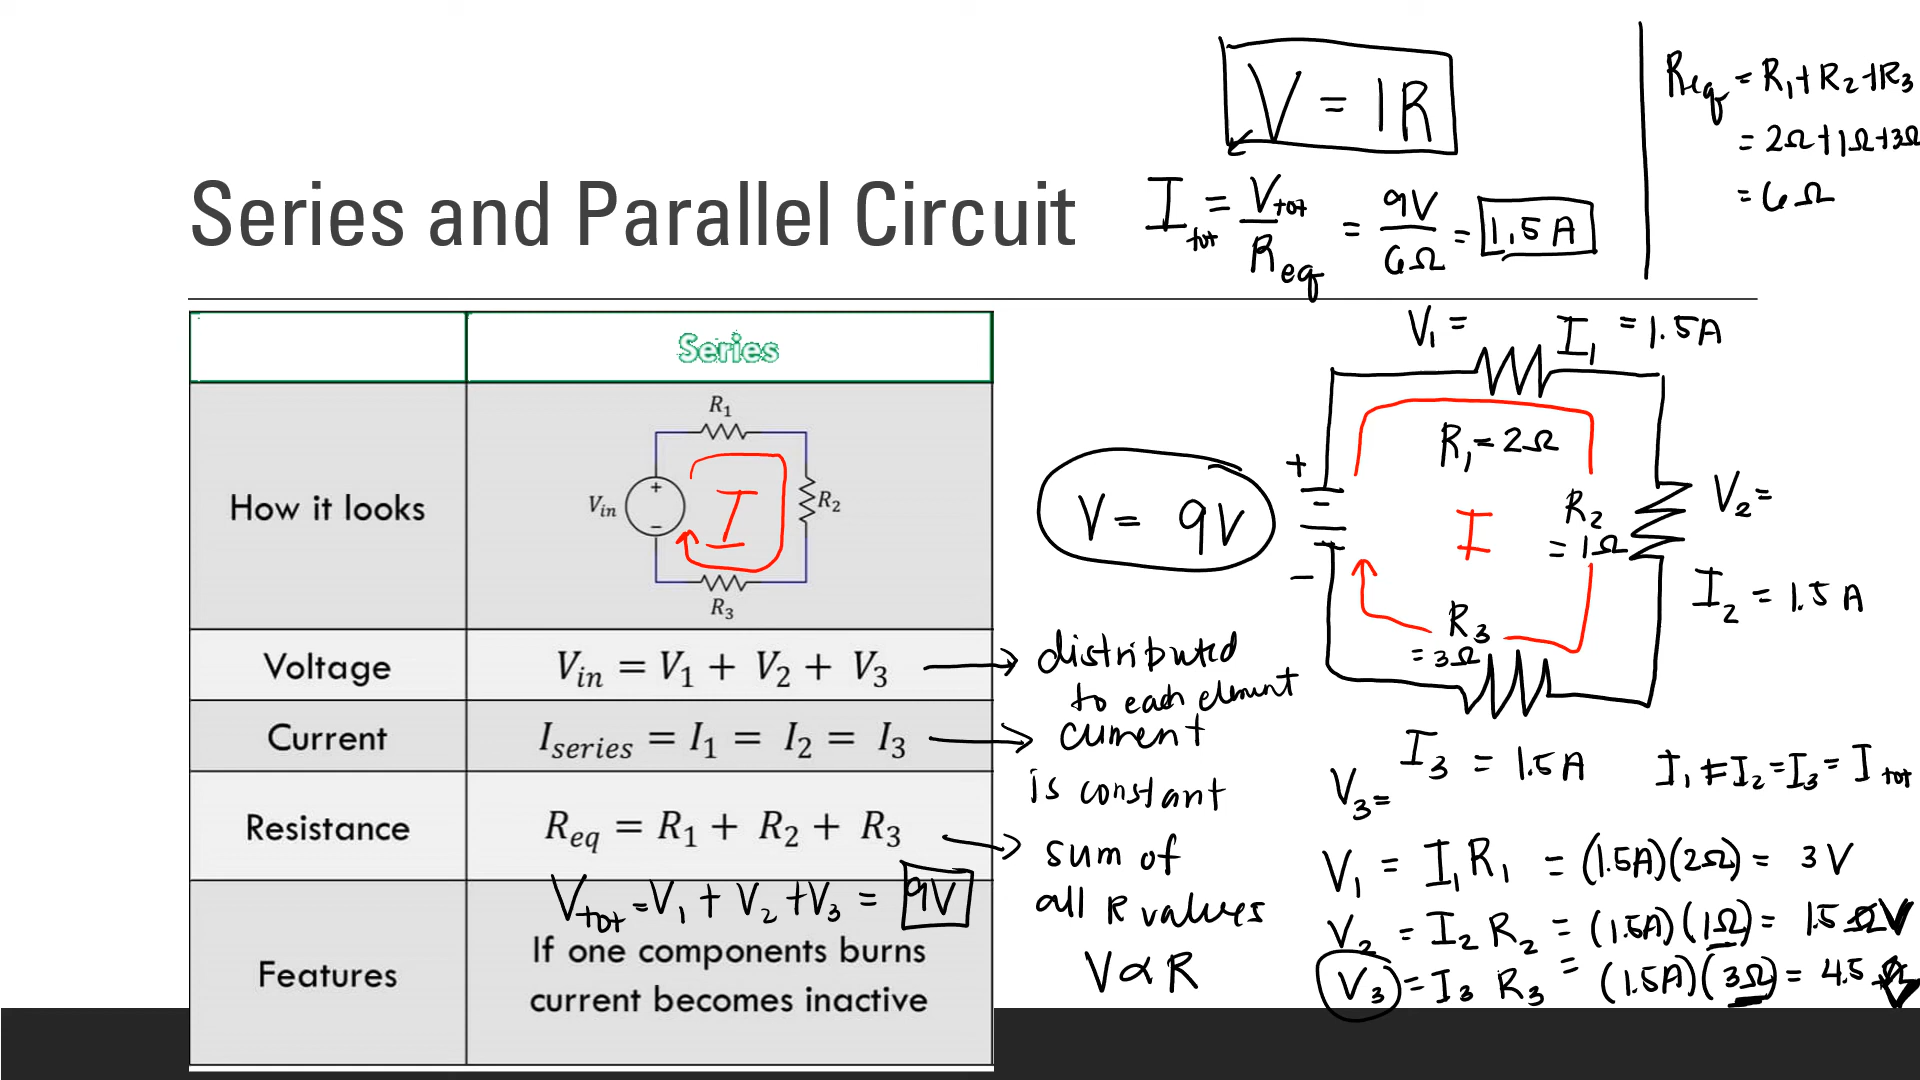 V = IR
R_eq = R₁ + R₂ + R₃
= 2Ω + 1Ω + 3Ω
= 6Ω
Series and Parallel Circuit
I_tot = V_tot / R_eq = 9V / 6Ω = 1.5 A
Series
How it looks
R₁
V_in
+
−
I
R₂
R₃
Voltage
V_in = V₁ + V₂ + V₃
distributed
to each element
Current
I_series = I₁ = I₂ = I₃
current
is constant
Resistance
R_eq = R₁ + R₂ + R₃
sum of
all R values
V_tot = V₁ + V₂ + V₃ = 9V
Features
If one components burns
current becomes inactive
V ∝ R
V₁ =
I₁ = 1.5A
R₁ = 2Ω
V = 9V
+
−
I
R₂
= 1Ω
V₂ =
I₂ = 1.5 A
R₃
= 3Ω
I₃ = 1.5A
V₃ =
I₁ = I₂ = I₃ = I_tot
V₁ = I₁R₁ = (1.5A)(2Ω) = 3V
V₂ = I₂R₂ = (1.5A)(1Ω) = 1.5 V
V₃ = I₃R₃ = (1.5A)(3Ω) = 4.5 V